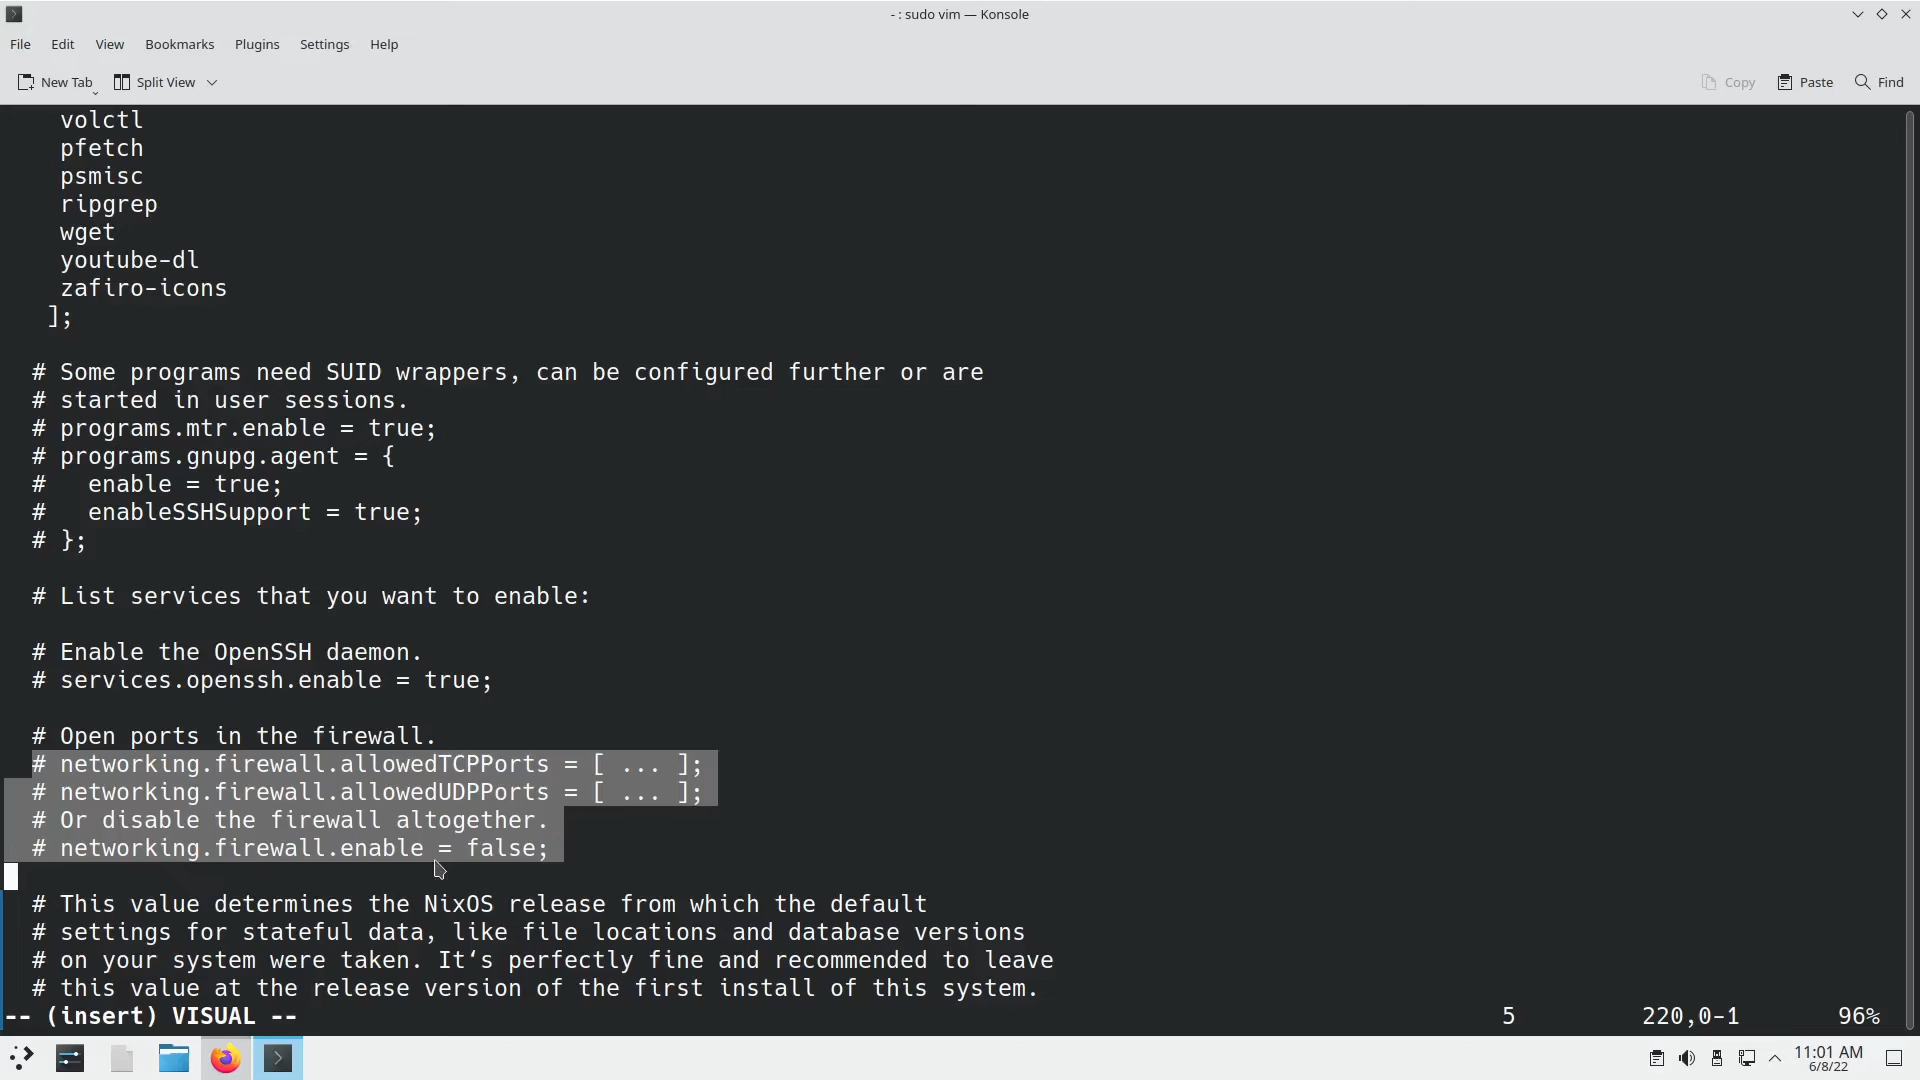 - : sudo vim — Konsole
File Edit View Bookmarks Plugins Settings Help
New Tab Split View Copy Paste Find
volctl
pfetch
psmisc
ripgrep
wget
youtube-dl
zafiro-icons
];
# Some programs need SUID wrappers, can be configured further or are
# started in user sessions.
# programs.mtr.enable = true;
# programs.gnupg.agent = {
#   enable = true;
#   enableSSHSupport = true;
# };
# List services that you want to enable:
# Enable the OpenSSH daemon.
# services.openssh.enable = true;
# Open ports in the firewall.
# networking.firewall.allowedTCPPorts = [ ... ];
# networking.firewall.allowedUDPPorts = [ ... ];
# Or disable the firewall altogether.
# networking.firewall.enable = false;
# This value determines the NixOS release from which the default
# settings for stateful data, like file locations and database versions
# on your system were taken. It‘s perfectly fine and recommended to leave
# this value at the release version of the first install of this system.
-- (insert) VISUAL -- 5 220,0-1 96%
11:01 AM
6/8/22